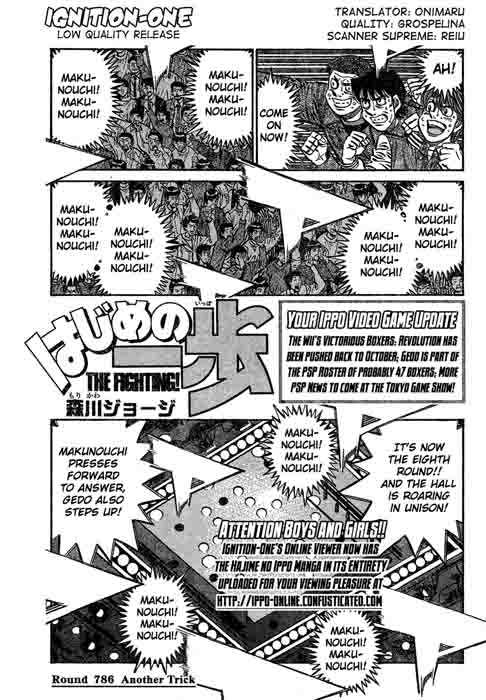 IGNITION-ONE
LOW QUALITY RELEASE
TRANSLATOR: ONIMARU
QUALITY: GROSPELINA
SCANNER SUPREME: REIU
AH!
COME
ON
NOW!
MAKU-
NOUCHI!
MAKU-
NOUCHI!
MAKU-
NOUCHI!
MAKU-
NOUCHI!
MAKU-
NOUCHI!
MAKU-
NOUCHI!
MAKU-
NOUCHI!
MAKU-
NOUCHI!
MAKU-
NOUCHI!
MAKU-
NOUCHI!
MAKU-
NOUCHI!
MAKU-
NOUCHI!
はじめの一歩
いっぽ
THE FIGHTING!
もり かわ
森川ジョージ
YOUR IPPO VIDEO GAME UPDATE
THE WII'S VICTORIOUS BOXERS: REVOLUTION HAS
BEEN PUSHED BACK TO OCTOBER; GEDO IS PART OF
THE PSP ROSTER OF PROBABLY 47 BOXERS; MORE
PSP NEWS TO COME AT THE TOKYO GAME SHOW!
IT'S NOW
THE EIGHTH
ROUND!!
AND THE HALL
IS ROARING
IN UNISON!
MAKU-
NOUCHI!
MAKU-
NOUCHI!
MAKUNOUCHI
PRESSES
FORWARD
TO ANSWER,
GEDO ALSO
STEPS UP!
ATTENTION BOYS AND GIRLS!!
IGNITION-ONE'S ONLINE VIEWER NOW HAS
THE HAJIME NO IPPO MANGA IN ITS ENTIRETY
UPLOADED FOR YOUR VIEWING PLEASURE AT
HTTP://IPPO-ONLINE.CONFUSTICATED.COM
MAKU-
NOUCHI!
MAKU-
NOUCHI!
MAKU-
NOUCHI!
MAKU-
NOUCHI!
Round 786 Another Trick